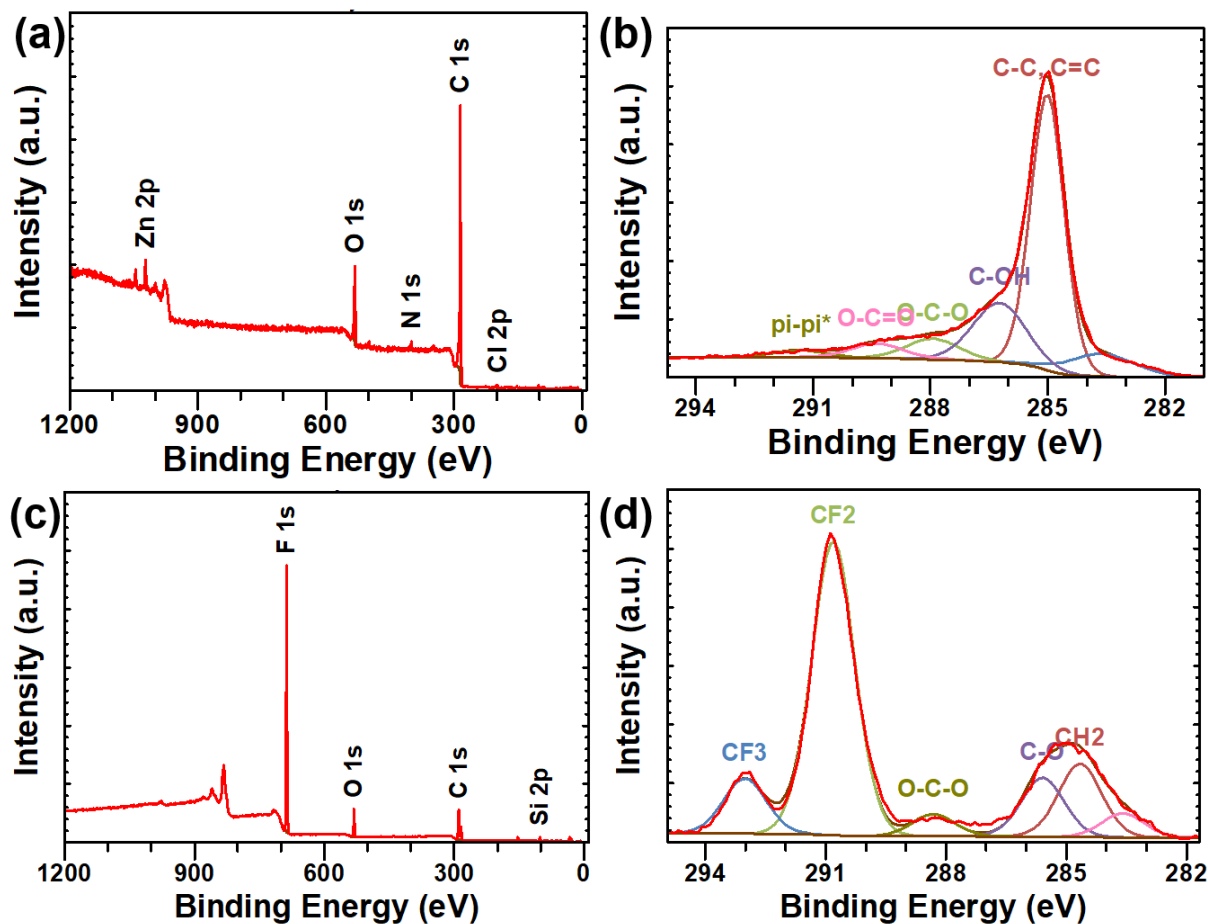 (a)
Intensity (a.u.)
Zn 2p
O 1s
N 1s
C 1s
Cl 2p
1200 900 600 300 0
Binding Energy (eV)
(b)
Intensity (a.u.)
C-C, C=C
C-OH
O-C-O
O-C=O
pi-pi*
294 291 288 285 282
Binding Energy (eV)
(c)
Intensity (a.u.)
F 1s
O 1s
C 1s
Si 2p
1200 900 600 300 0
Binding Energy (eV)
(d)
Intensity (a.u.)
CF2
CF3
O-C-O
C-O
CH2
294 291 288 285 282
Binding Energy (eV)